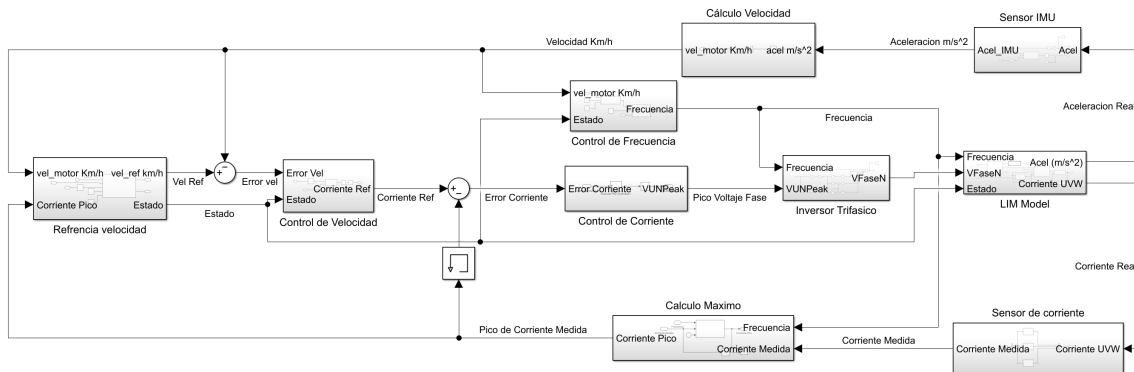 Cálculo Velocidad
Sensor IMU
Velocidad Km/h
vel_motor Km/h
acel m/s^2
Aceleracion m/s^2
Acel_IMU
Acel
vel_motor Km/h
Frecuencia
Estado
Control de Frecuencia
Frecuencia
Aceleracion Rea
vel_motor Km/h
vel_ref km/h
Corriente Pico
Estado
Refrencia velocidad
Vel Ref
Error vel
Estado
Error Vel
Corriente Ref
Estado
Control de Velocidad
Corriente Ref
Error Corriente
Error Corriente
VUNPeak
Control de Corriente
Pico Voltaje Fase
Frecuencia
VFaseN
VUNPeak
Inversor Trifasico
Frecuencia
Acel (m/s^2)
VFaseN
Corriente UVW
Estado
LIM Model
Corriente Rea
Calculo Maximo
Sensor de corriente
Pico de Corriente Medida
Frecuencia
Corriente Pico
Corriente Medida
Corriente Medida
Corriente Medida
Corriente UVW